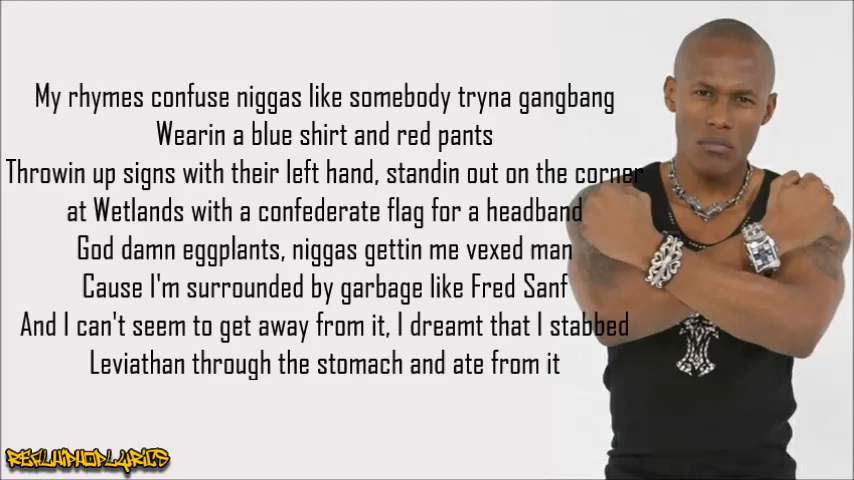 My rhymes confuse niggas like somebody tryna gangbang
Wearin a blue shirt and red pants
Throwin up signs with their left hand, standin out on the corner
at Wetlands with a confederate flag for a headband
God damn eggplants, niggas gettin me vexed man
Cause I'm surrounded by garbage like Fred Sanf
And I can't seem to get away from it, I dreamt that I stabbed
Leviathan through the stomach and ate from it
REALHIPHOPLYRICS